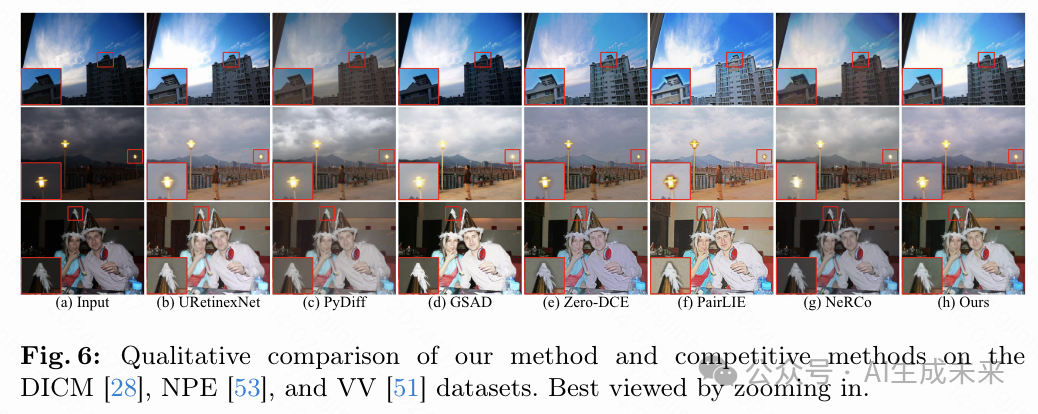 (a) Input (b) URetinexNet (c) PyDiff (d) GSAD (e) Zero-DCE (f) PairLIE (g) NeRCo (h) Ours
Fig. 6: Qualitative comparison of our method and competitive methods on the
DICM [28], NPE [53], and VV [51] datasets. Best viewed by zooming in.
公众号：AI生成未来